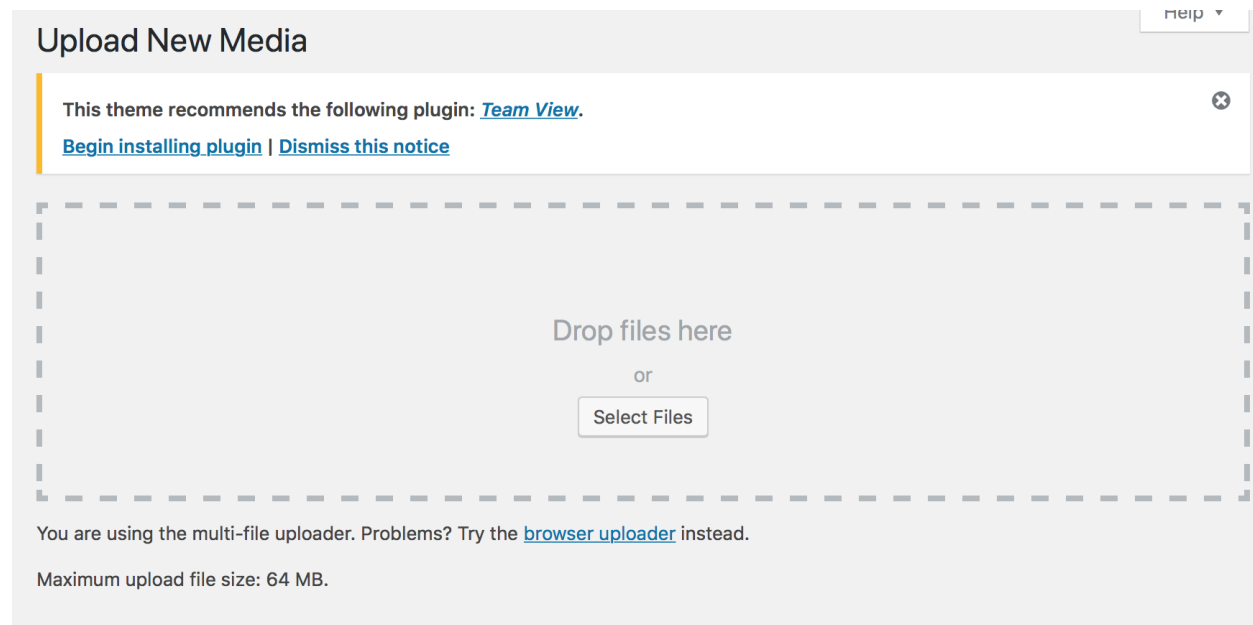 Help
Upload New Media
This theme recommends the following plugin: Team View.
Begin installing plugin | Dismiss this notice
Drop files here
or
Select Files
You are using the multi-file uploader. Problems? Try the browser uploader instead.
Maximum upload file size: 64 MB.